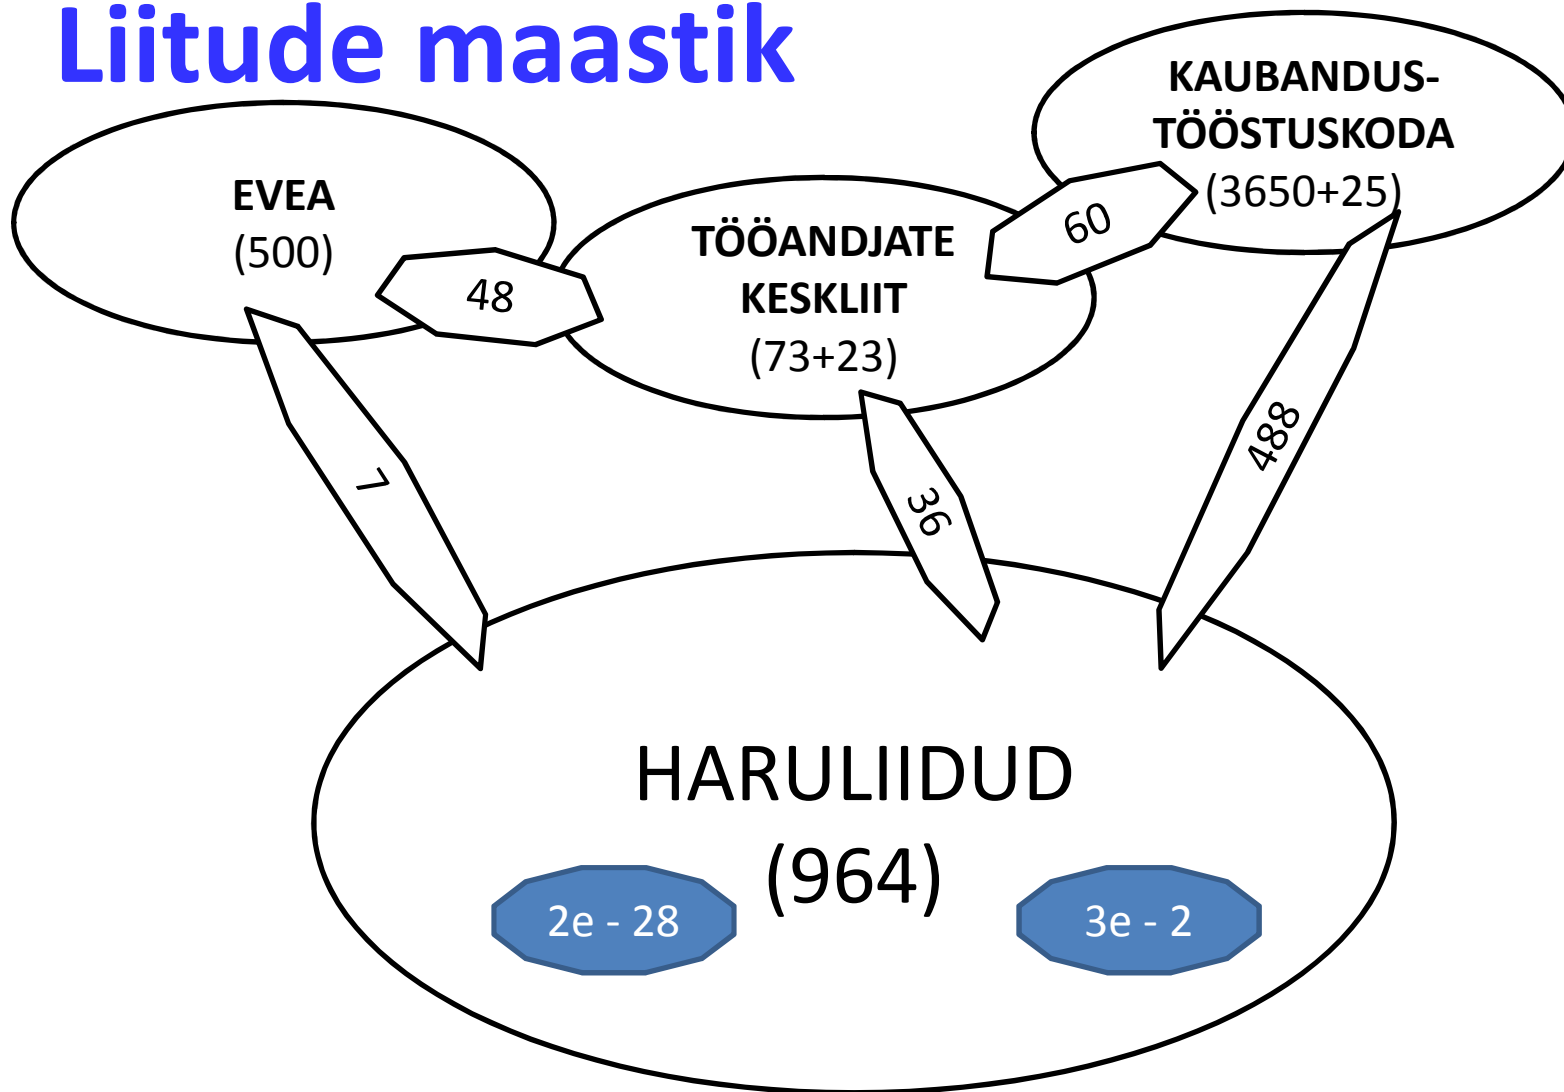 Liitude maastik
EVEA
(500)
TÖÖANDJATE
KESKLIIT
(73+23)
KAUBANDUS-
TÖÖSTUSKODA
(3650+25)
48
60
7
36
488
HARULIIDUD
(964)
2e - 28
3e - 2